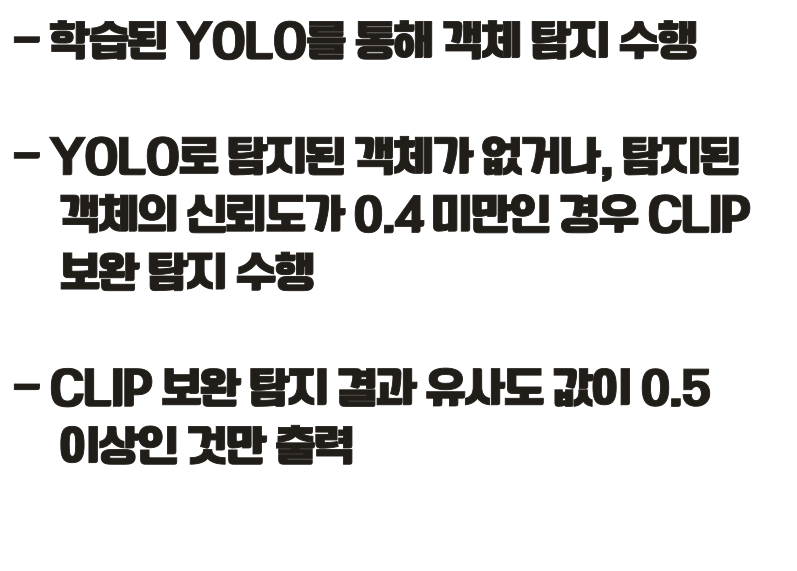 - 학습된 YOLO를 통해 객체 탐지 수행
- YOLO로 탐지된 객체가 없거나, 탐지된
객체의 신뢰도가 0.4 미만인 경우 CLIP
보완 탐지 수행
- CLIP 보완 탐지 결과 유사도 값이 0.5
이상인 것만 출력